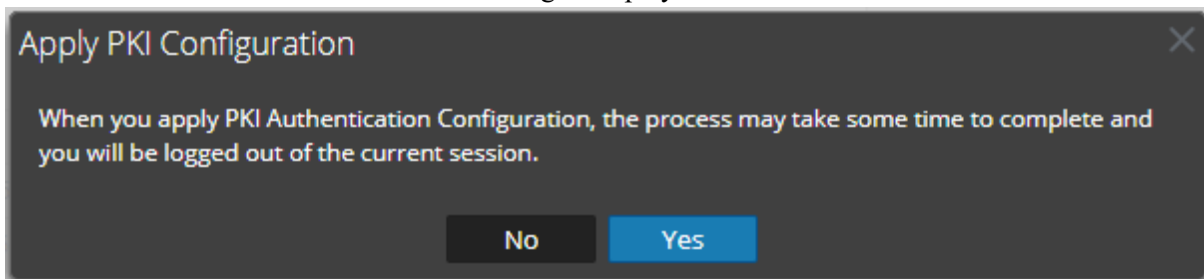 Apply PKI Configuration
When you apply PKI Authentication Configuration, the process may take some time to complete and
you will be logged out of the current session.
No Yes